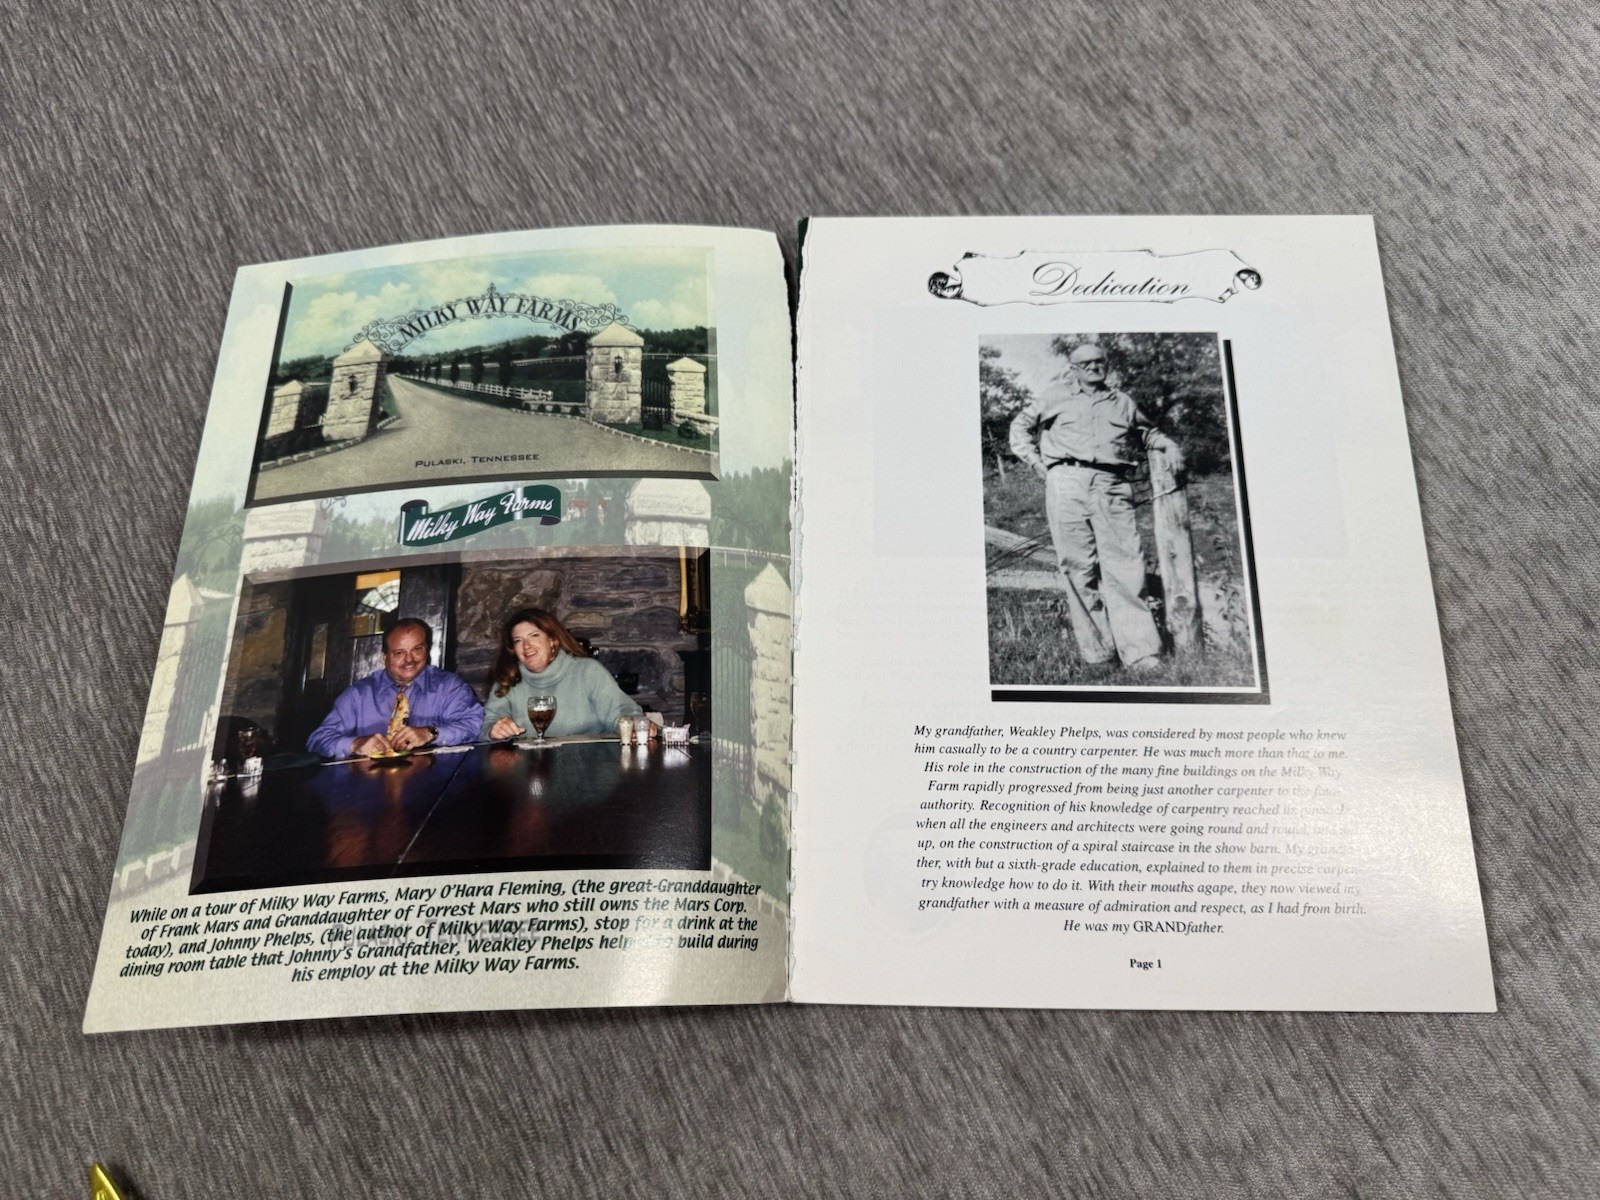 MILKY WAY FARMS
PULASKI, TENNESSEE
Milky Way Farms
While on a tour of Milky Way Farms, Mary O'Hara Fleming, (the great-Granddaughter
of Frank Mars and Granddaughter of Forrest Mars who still owns the Mars Corp.
today), and Johnny Phelps, (the author of Milky Way Farms), stop for a drink at the
dining room table that Johnny's Grandfather, Weakley Phelps helped to build during
his employ at the Milky Way Farms.
Dedication
My grandfather, Weakley Phelps, was considered by most people who knew
him casually to be a country carpenter. He was much more than that to me.
His role in the construction of the many fine buildings on the Milky Way
Farm rapidly progressed from being just another carpenter to the final
authority. Recognition of his knowledge of carpentry reached its pinnacle
when all the engineers and architects were going round and round, and
up, on the construction of a spiral staircase in the show barn. My grandfa-
ther, with but a sixth-grade education, explained to them in precise carpen-
try knowledge how to do it. With their mouths agape, they now viewed my
grandfather with a measure of admiration and respect, as I had from birth.
He was my GRANDfather.
Page 1